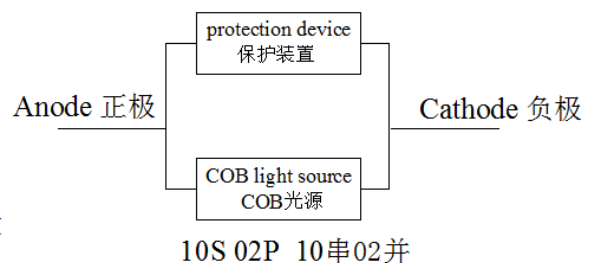 protection device
保护装置
Anode 正极
Cathode 负极
COB light source
COB光源
10S 02P 10串02并